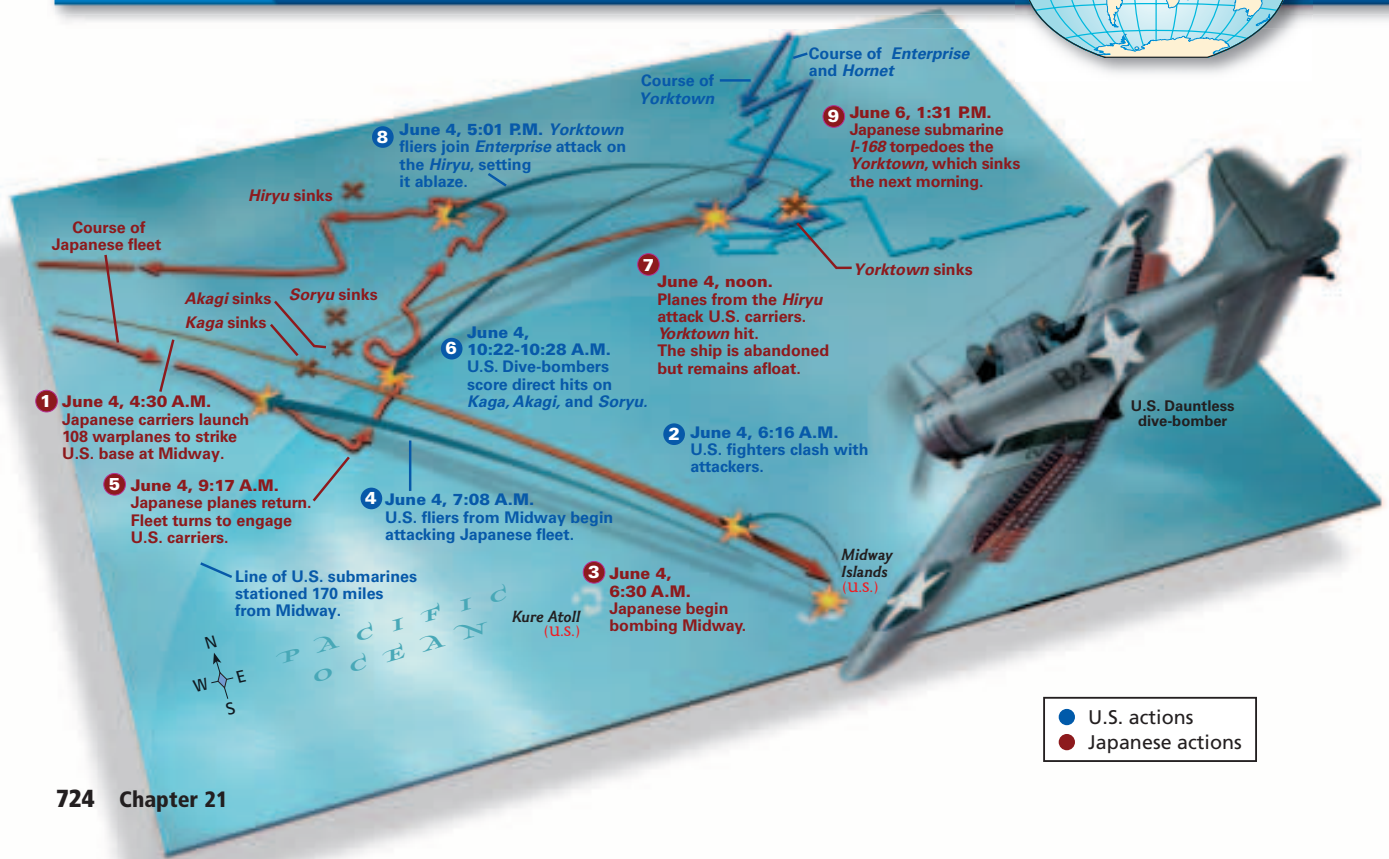 Course of
Yorktown
Course of Enterprise
and Hornet
8 June 4, 5:01 P.M. Yorktown
fliers join Enterprise attack on
the Hiryu, setting
it ablaze.
9 June 6, 1:31 P.M.
Japanese submarine
I-168 torpedoes the
Yorktown, which sinks
the next morning.
Hiryu sinks
Course of
Japanese fleet
Akagi sinks
Soryu sinks
Kaga sinks
7
June 4, noon.
Planes from the Hiryu
attack U.S. carriers.
Yorktown hit.
The ship is abandoned
but remains afloat.
Yorktown sinks
6 June 4,
10:22-10:28 A.M.
U.S. Dive-bombers
score direct hits on
Kaga, Akagi, and Soryu.
1 June 4, 4:30 A.M.
Japanese carriers launch
108 warplanes to strike
U.S. base at Midway.
2 June 4, 6:16 A.M.
U.S. fighters clash with
attackers.
B2
U.S. Dauntless
dive-bomber
5 June 4, 9:17 A.M.
Japanese planes return.
Fleet turns to engage
U.S. carriers.
4 June 4, 7:08 A.M.
U.S. fliers from Midway begin
attacking Japanese fleet.
Line of U.S. submarines
stationed 170 miles
from Midway.
3 June 4,
6:30 A.M.
Japanese begin
bombing Midway.
Midway
Islands
(U.S.)
Kure Atoll
(U.S.)
PACIFIC
OCEAN
N
W E
S
U.S. actions
Japanese actions
724 Chapter 21